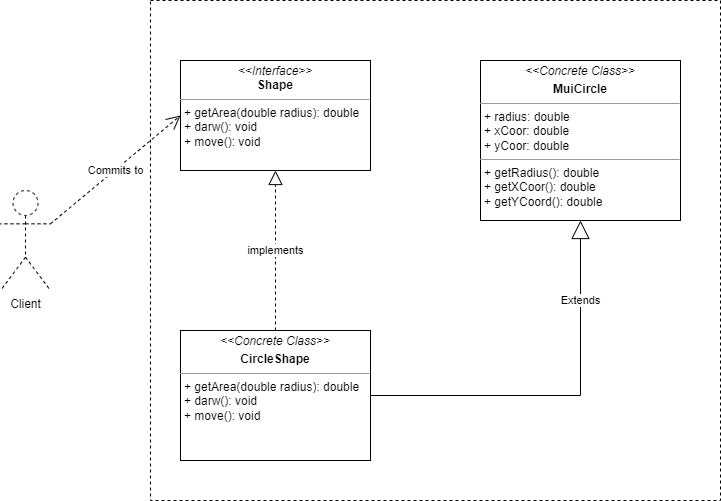 <<Interface>>
Shape
+ getArea(double radius): double
+ darw(): void
+ move(): void
<<Concrete Class>>
MuiCircle
+ radius: double
+ xCoor: double
+ yCoor: double
+ getRadius(): double
+ getXCoor(): double
+ getYCoord(): double
Commits to
Client
implements
Extends
<<Concrete Class>>
CircleShape
+ getArea(double radius): double
+ darw(): void
+ move(): void